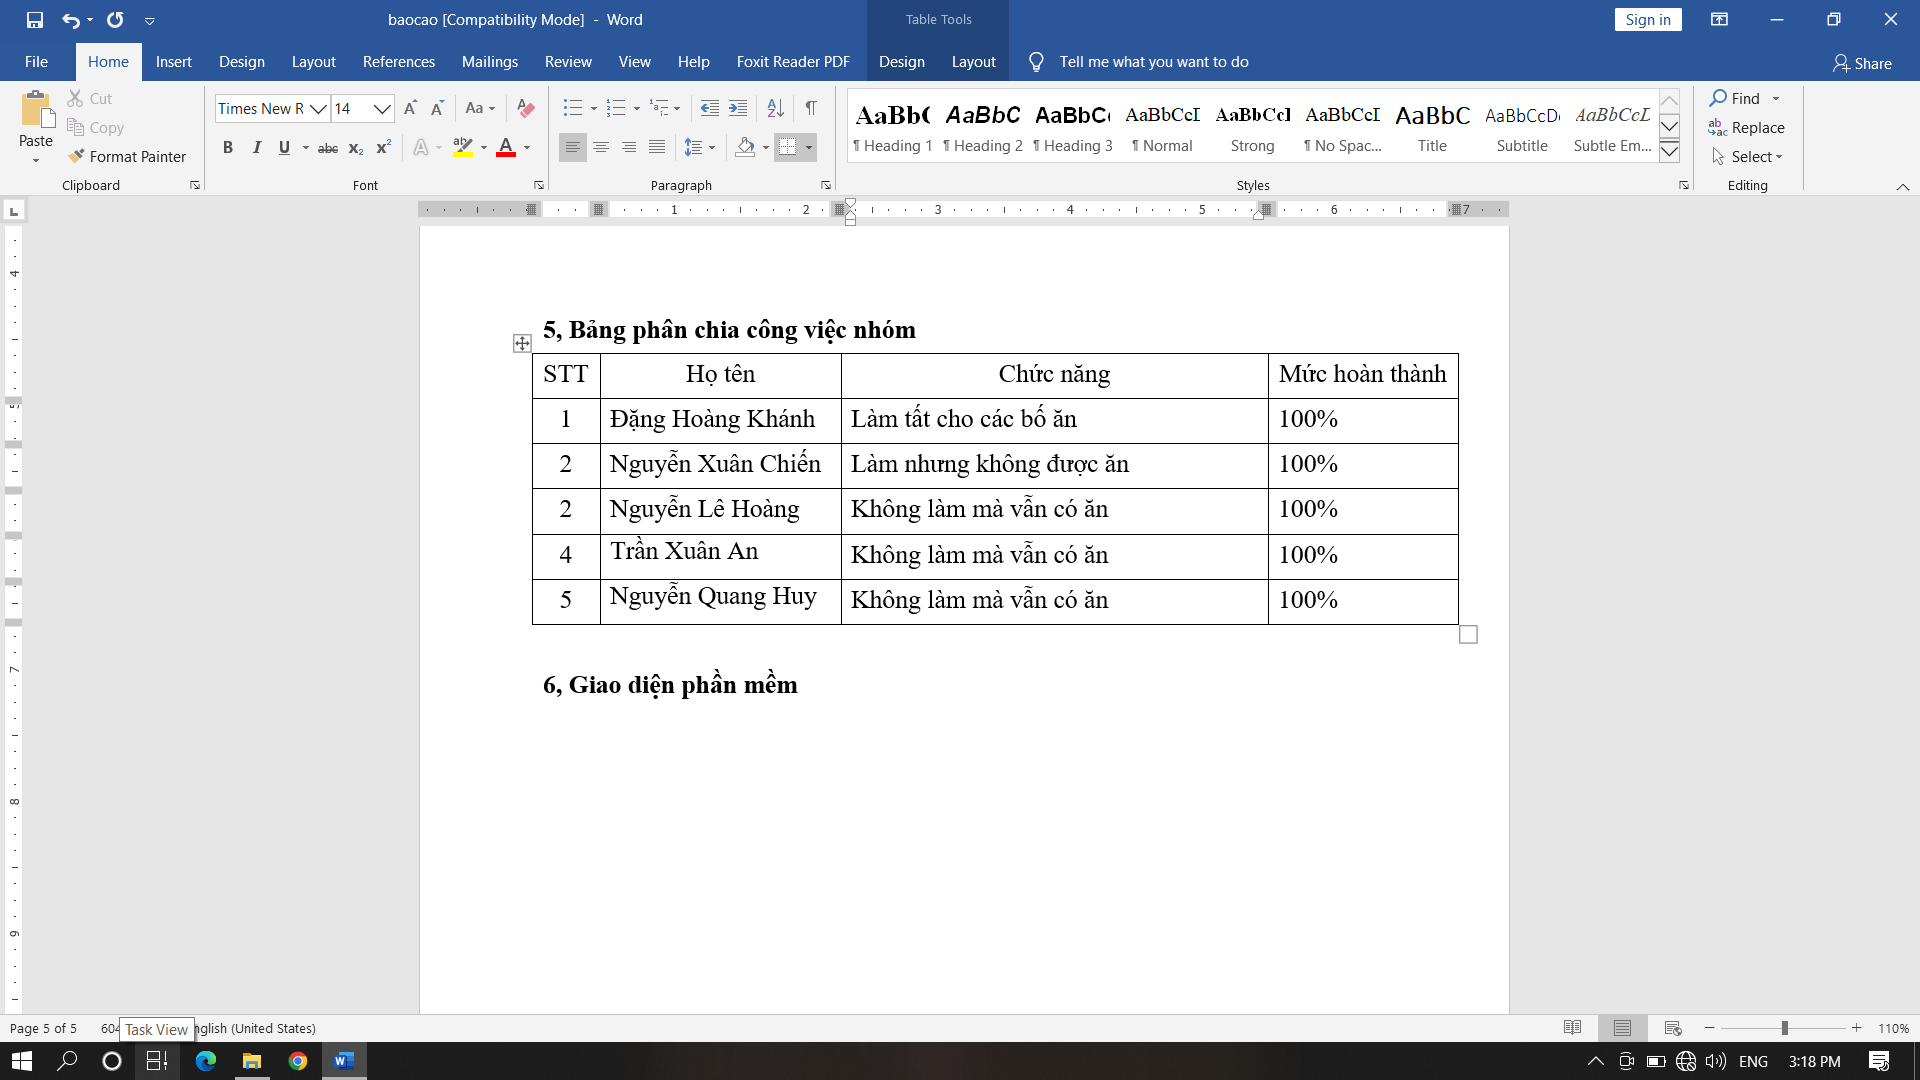 baocao [Compatibility Mode] - Word
Table Tools
Sign in
File Home Insert Design Layout References Mailings Review View Help Foxit Reader PDF Design Layout Tell me what you want to do Share
Paste
Cut
Copy
Format Painter
Clipboard
Times New R 14
Font
Paragraph
AaBbC AaBbC AaBbC AaBbCcI AaBbCcI AaBbCcI AaBbC AaBbCcD AaBbCcL
¶ Heading 1 ¶ Heading 2 ¶ Heading 3 ¶ Normal Strong ¶ No Spac... Title Subtitle Subtle Em...
Styles
Find
Replace
Select
Editing
1 2 3 4 5 6 7
5, Bảng phân chia công việc nhóm
STT Họ tên Chức năng Mức hoàn thành
1 Đặng Hoàng Khánh Làm tất cho các bố ăn 100%
2 Nguyễn Xuân Chiến Làm nhưng không được ăn 100%
2 Nguyễn Lê Hoàng Không làm mà vẫn có ăn 100%
4 Trần Xuân An Không làm mà vẫn có ăn 100%
5 Nguyễn Quang Huy Không làm mà vẫn có ăn 100%
6, Giao diện phần mềm
Page 5 of 5 604 nglish (United States) 110%
Task View
ENG 3:18 PM